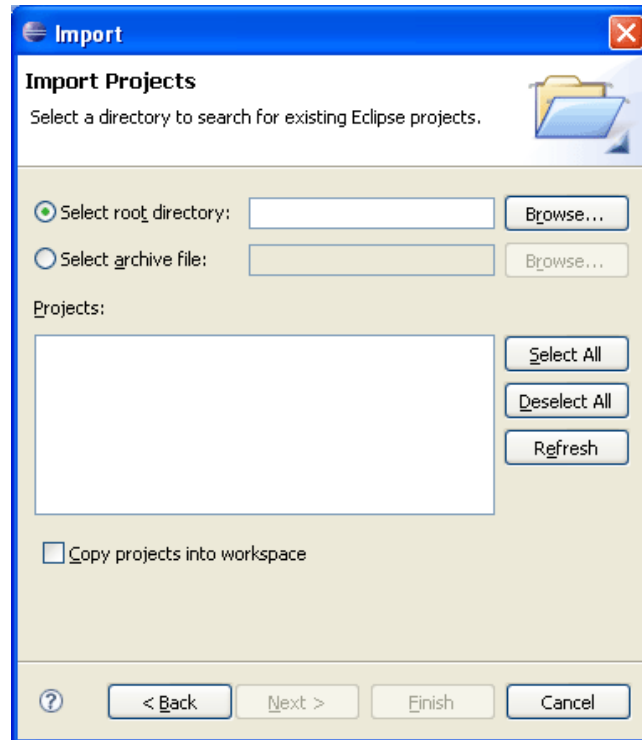 Import
Import Projects
Select a directory to search for existing Eclipse projects.
Select root directory:
Browse...
Select archive file:
Browse...
Projects:
Select All
Deselect All
Refresh
Copy projects into workspace
? < Back Next > Finish Cancel